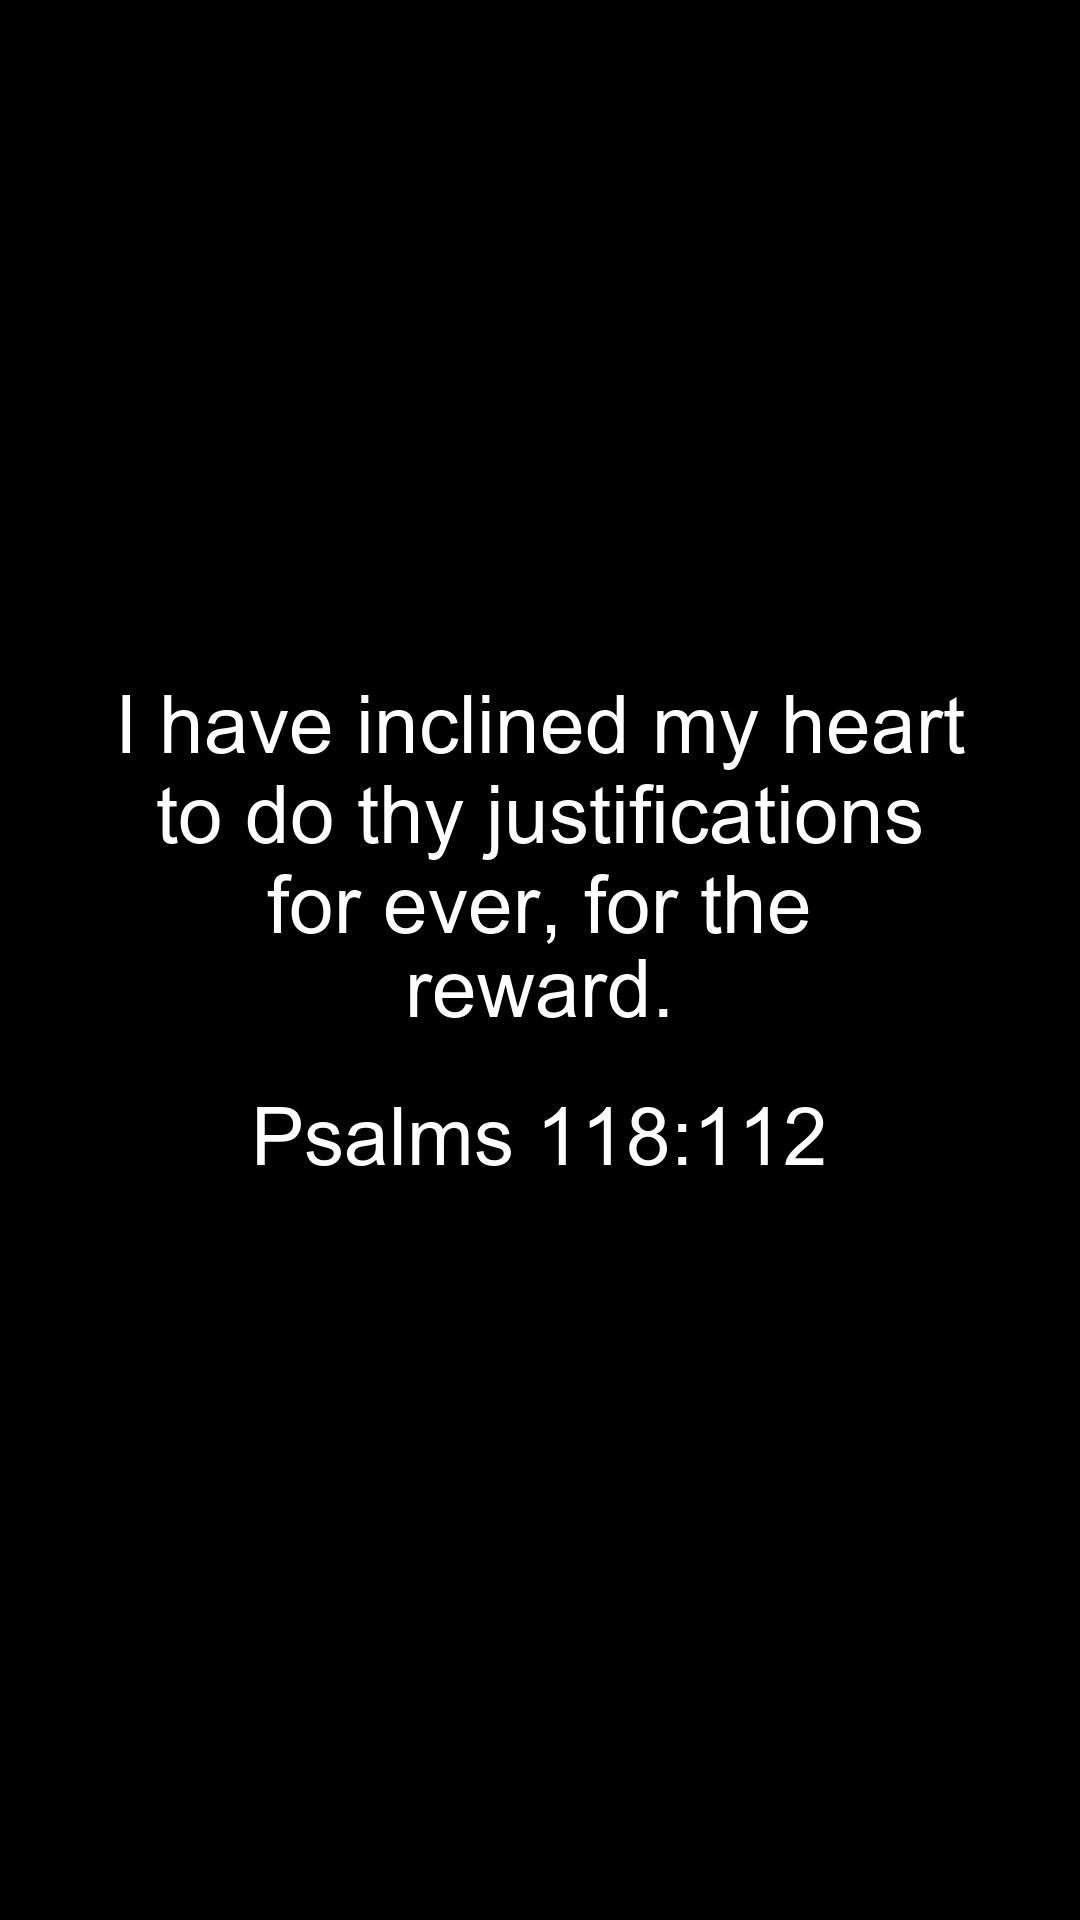 I have inclined my heart
to do thy justifications
for ever, for the
reward.
Psalms 118:112